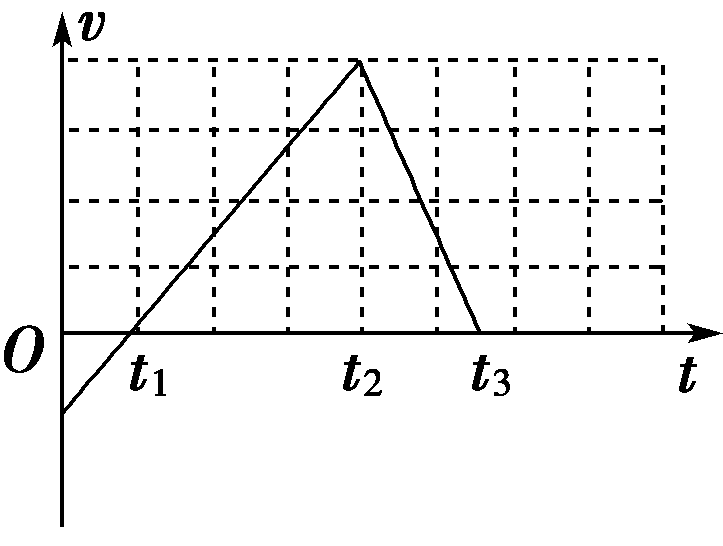 v
O
t₁ t₂ t₃ t